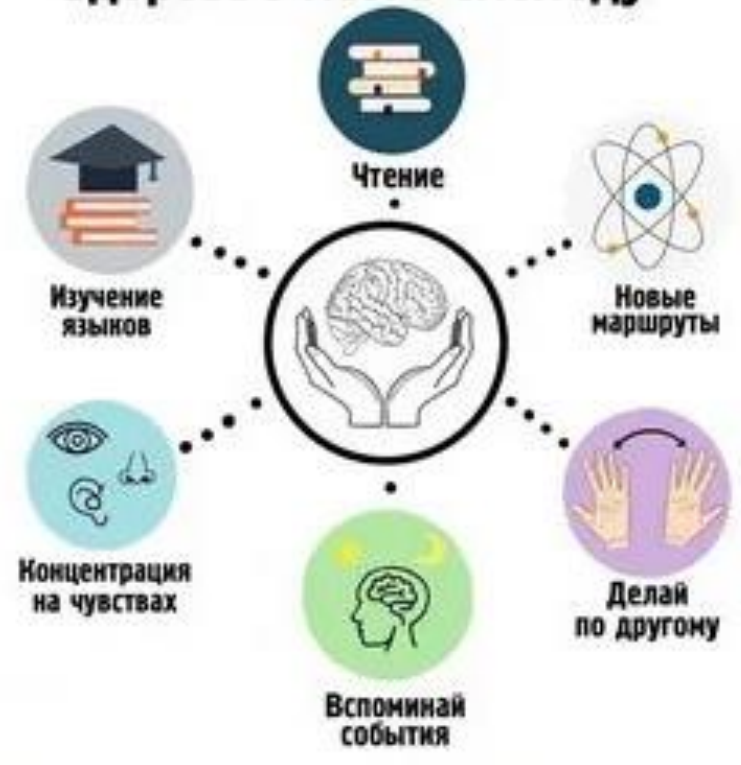 Чтение
Изучение
языков
Новые
маршруты
Концентрация
на чувствах
Делай
по другому
Вспоминай
события